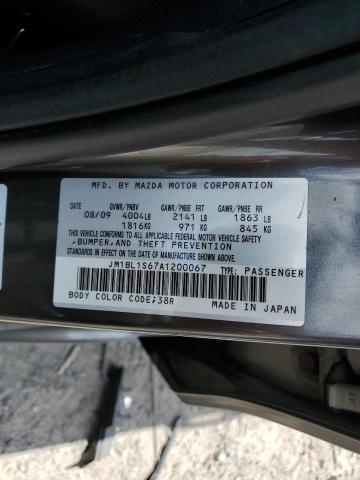 MFD. BY MAZDA MOTOR CORPORATION
DATE GVWR/PNBV GAWR/PNBE FRT GAWR/PNBE RR
08/09 4004LB 2141 LB 1863 LB
1816KG 971 KG 845 KG
THIS VEHICLE CONFORMS TO ALL APPLICABLE FEDERAL MOTOR VEHICLE SAFETY
,BUMPER,AND THEFT PREVENTION
STANDARDS IN EFFECT ON THE DATE OF MANUFACTURE SHOWN ABOVE.
JM1BL1S67A1200067 TYPE: PASSENGER
BODY COLOR CODE;38R MADE IN JAPAN